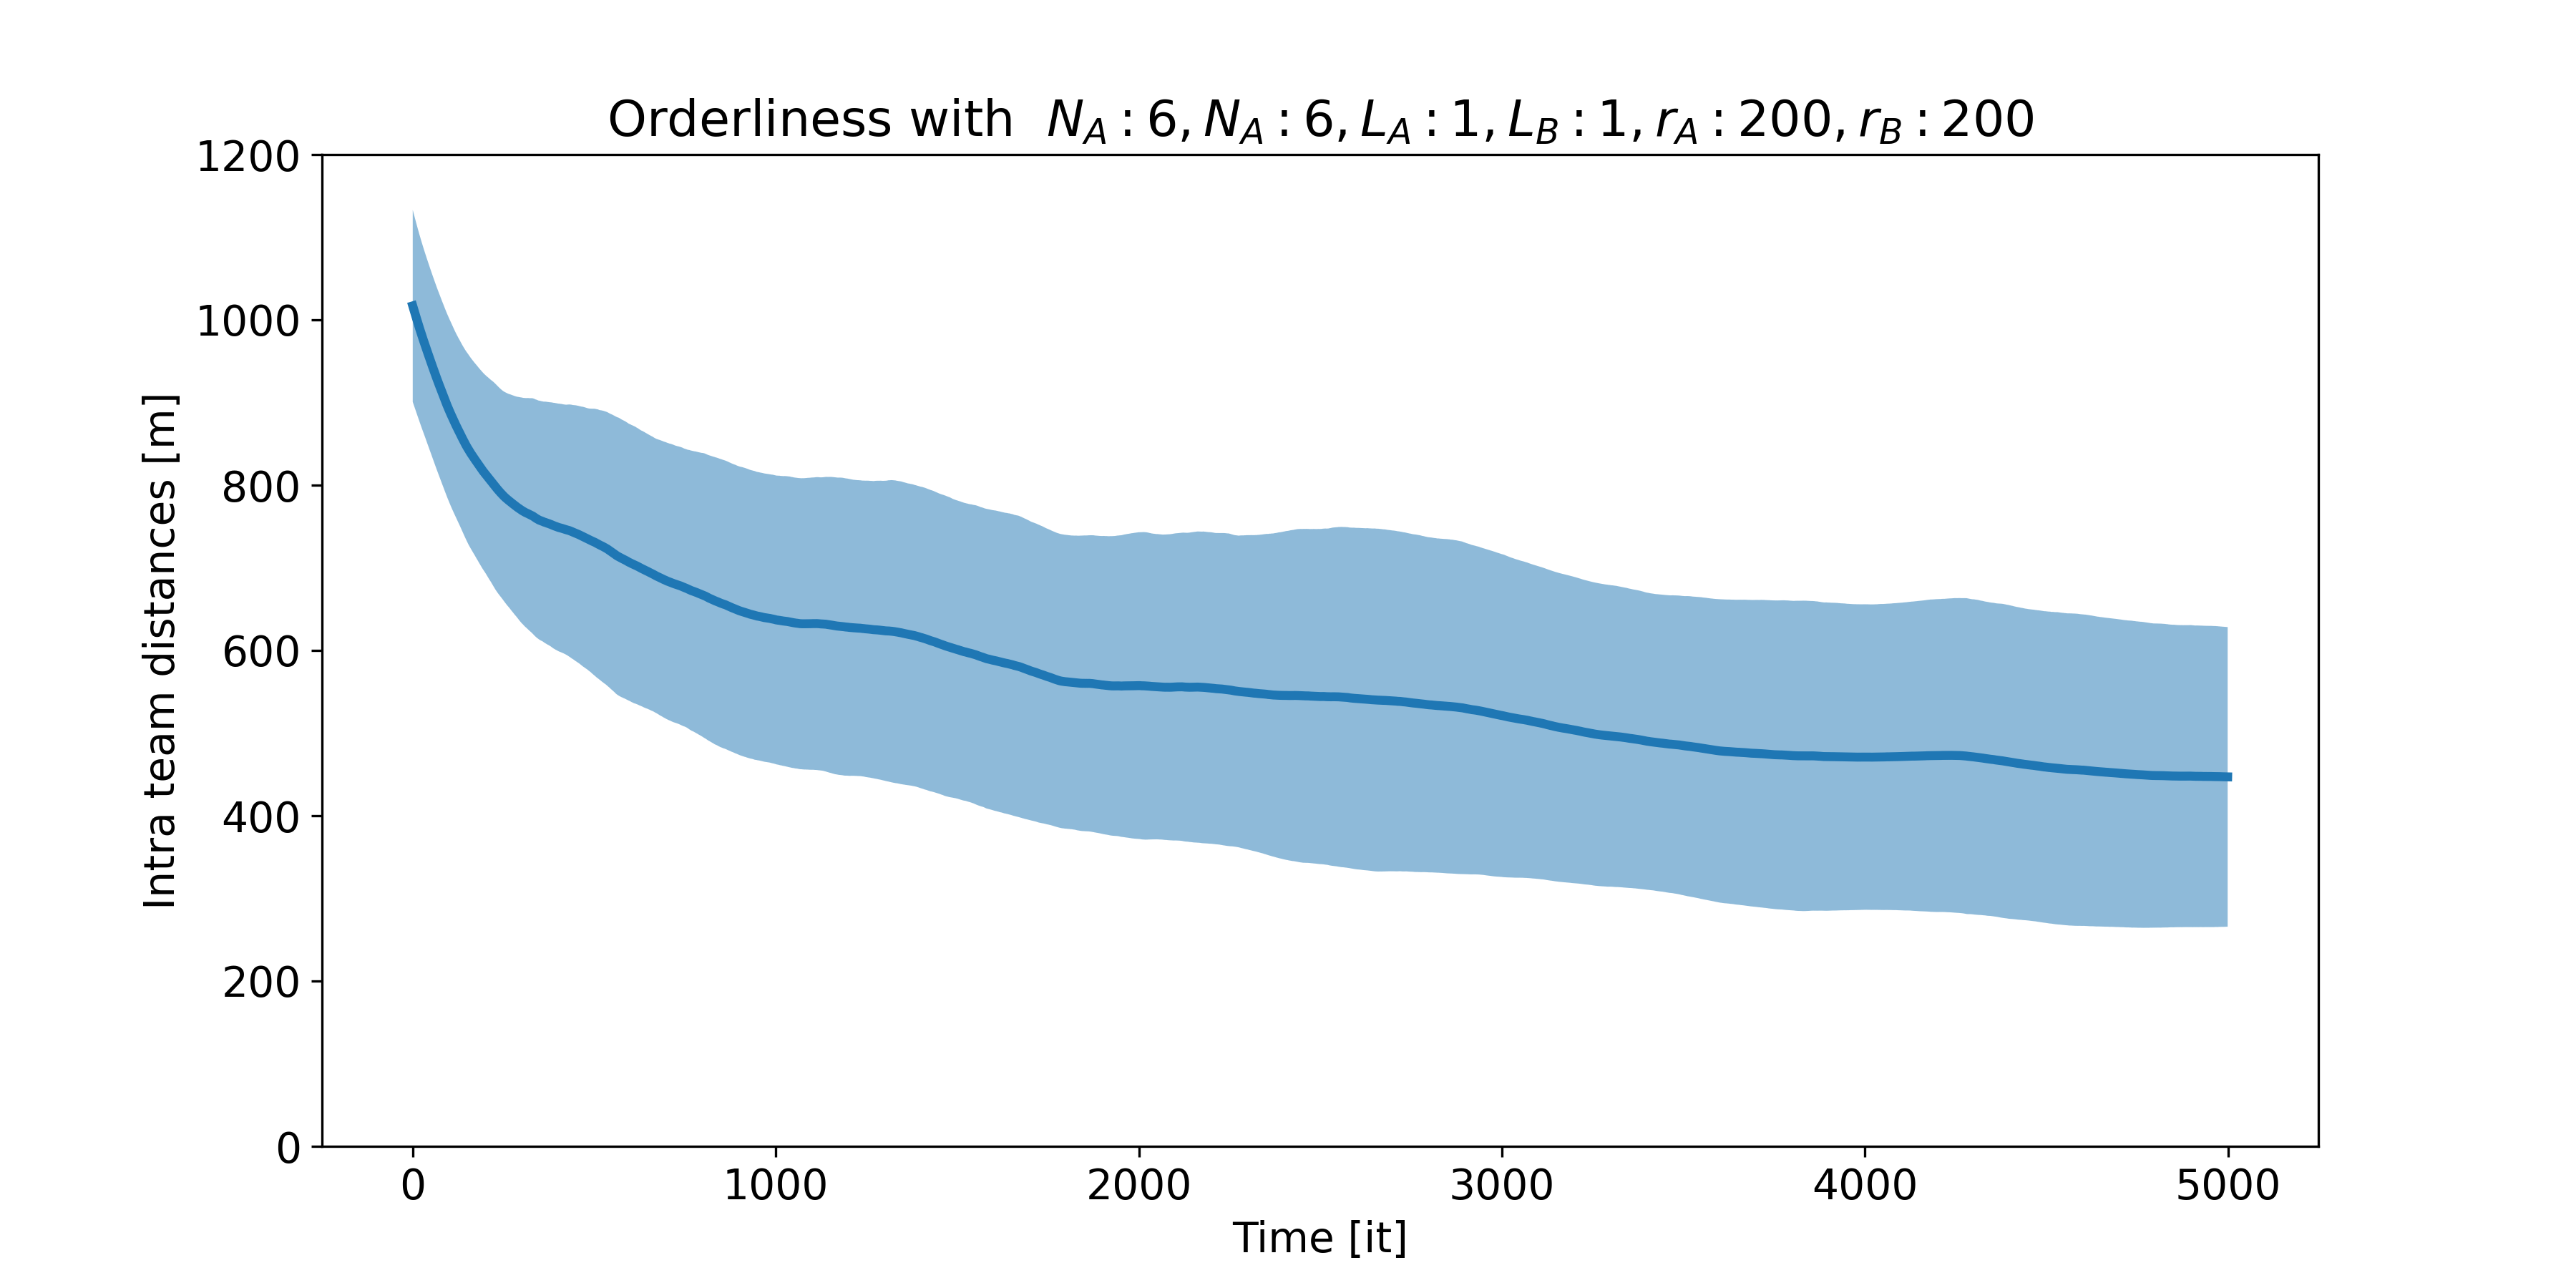 Orderliness with N_A : 6, N_A : 6, L_A : 1, L_B : 1, r_A : 200, r_B : 200
1200
1000
800
600
400
200
0
Intra team distances [m]
0 1000 2000 3000 4000 5000
Time [it]